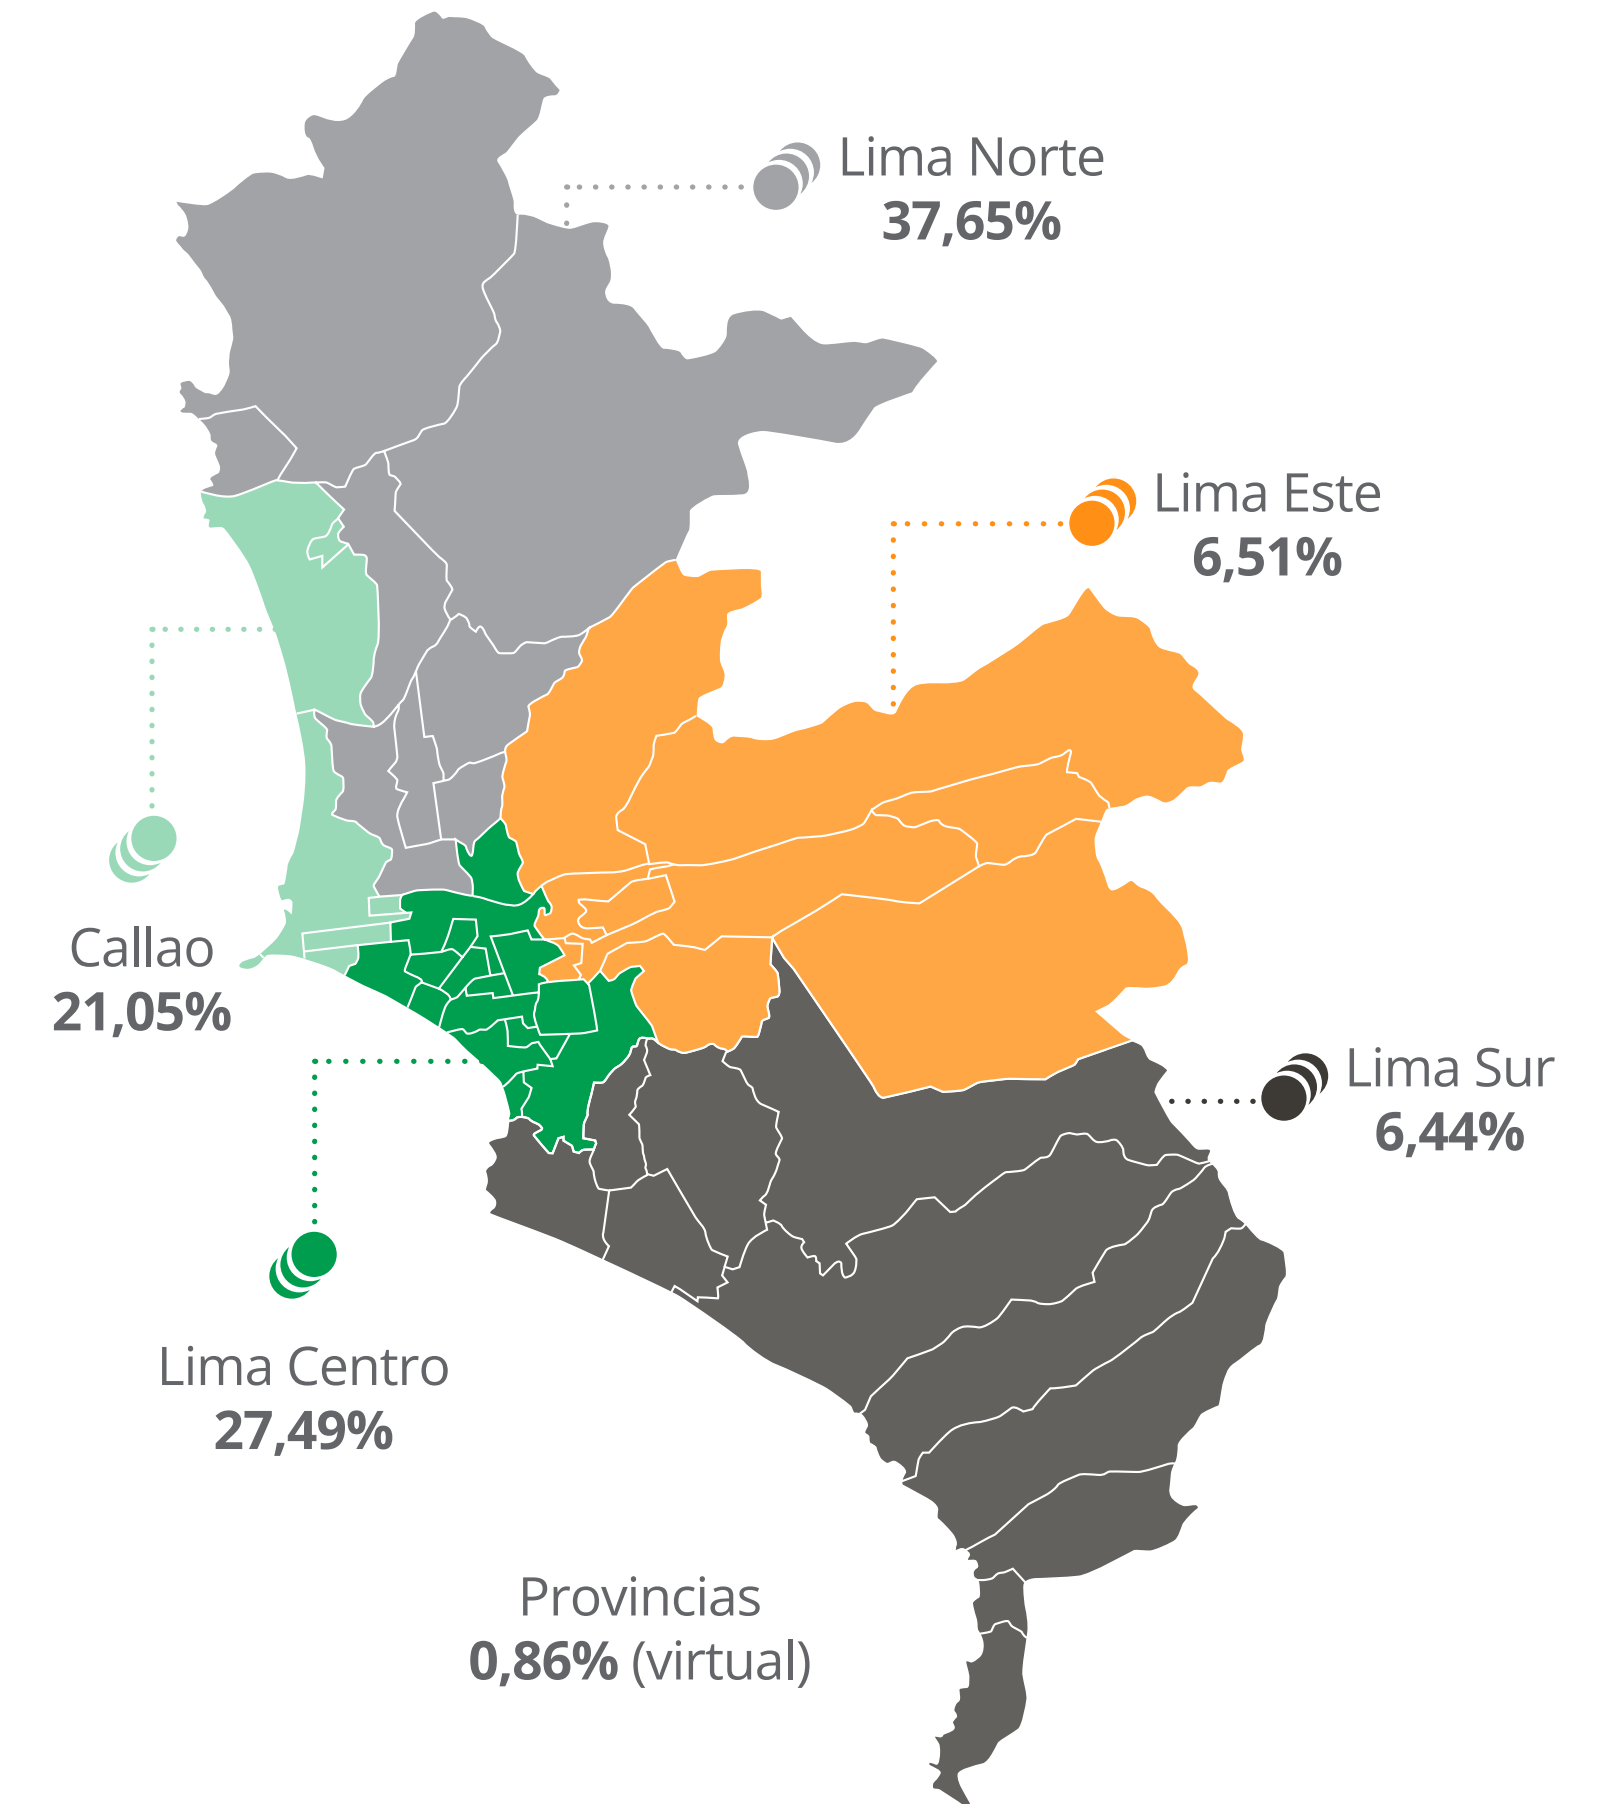 Lima Norte
37,65%
Lima Este
6,51%
Callao
21,05%
Lima Sur
6,44%
Lima Centro
27,49%
Provincias
0,86% (virtual)